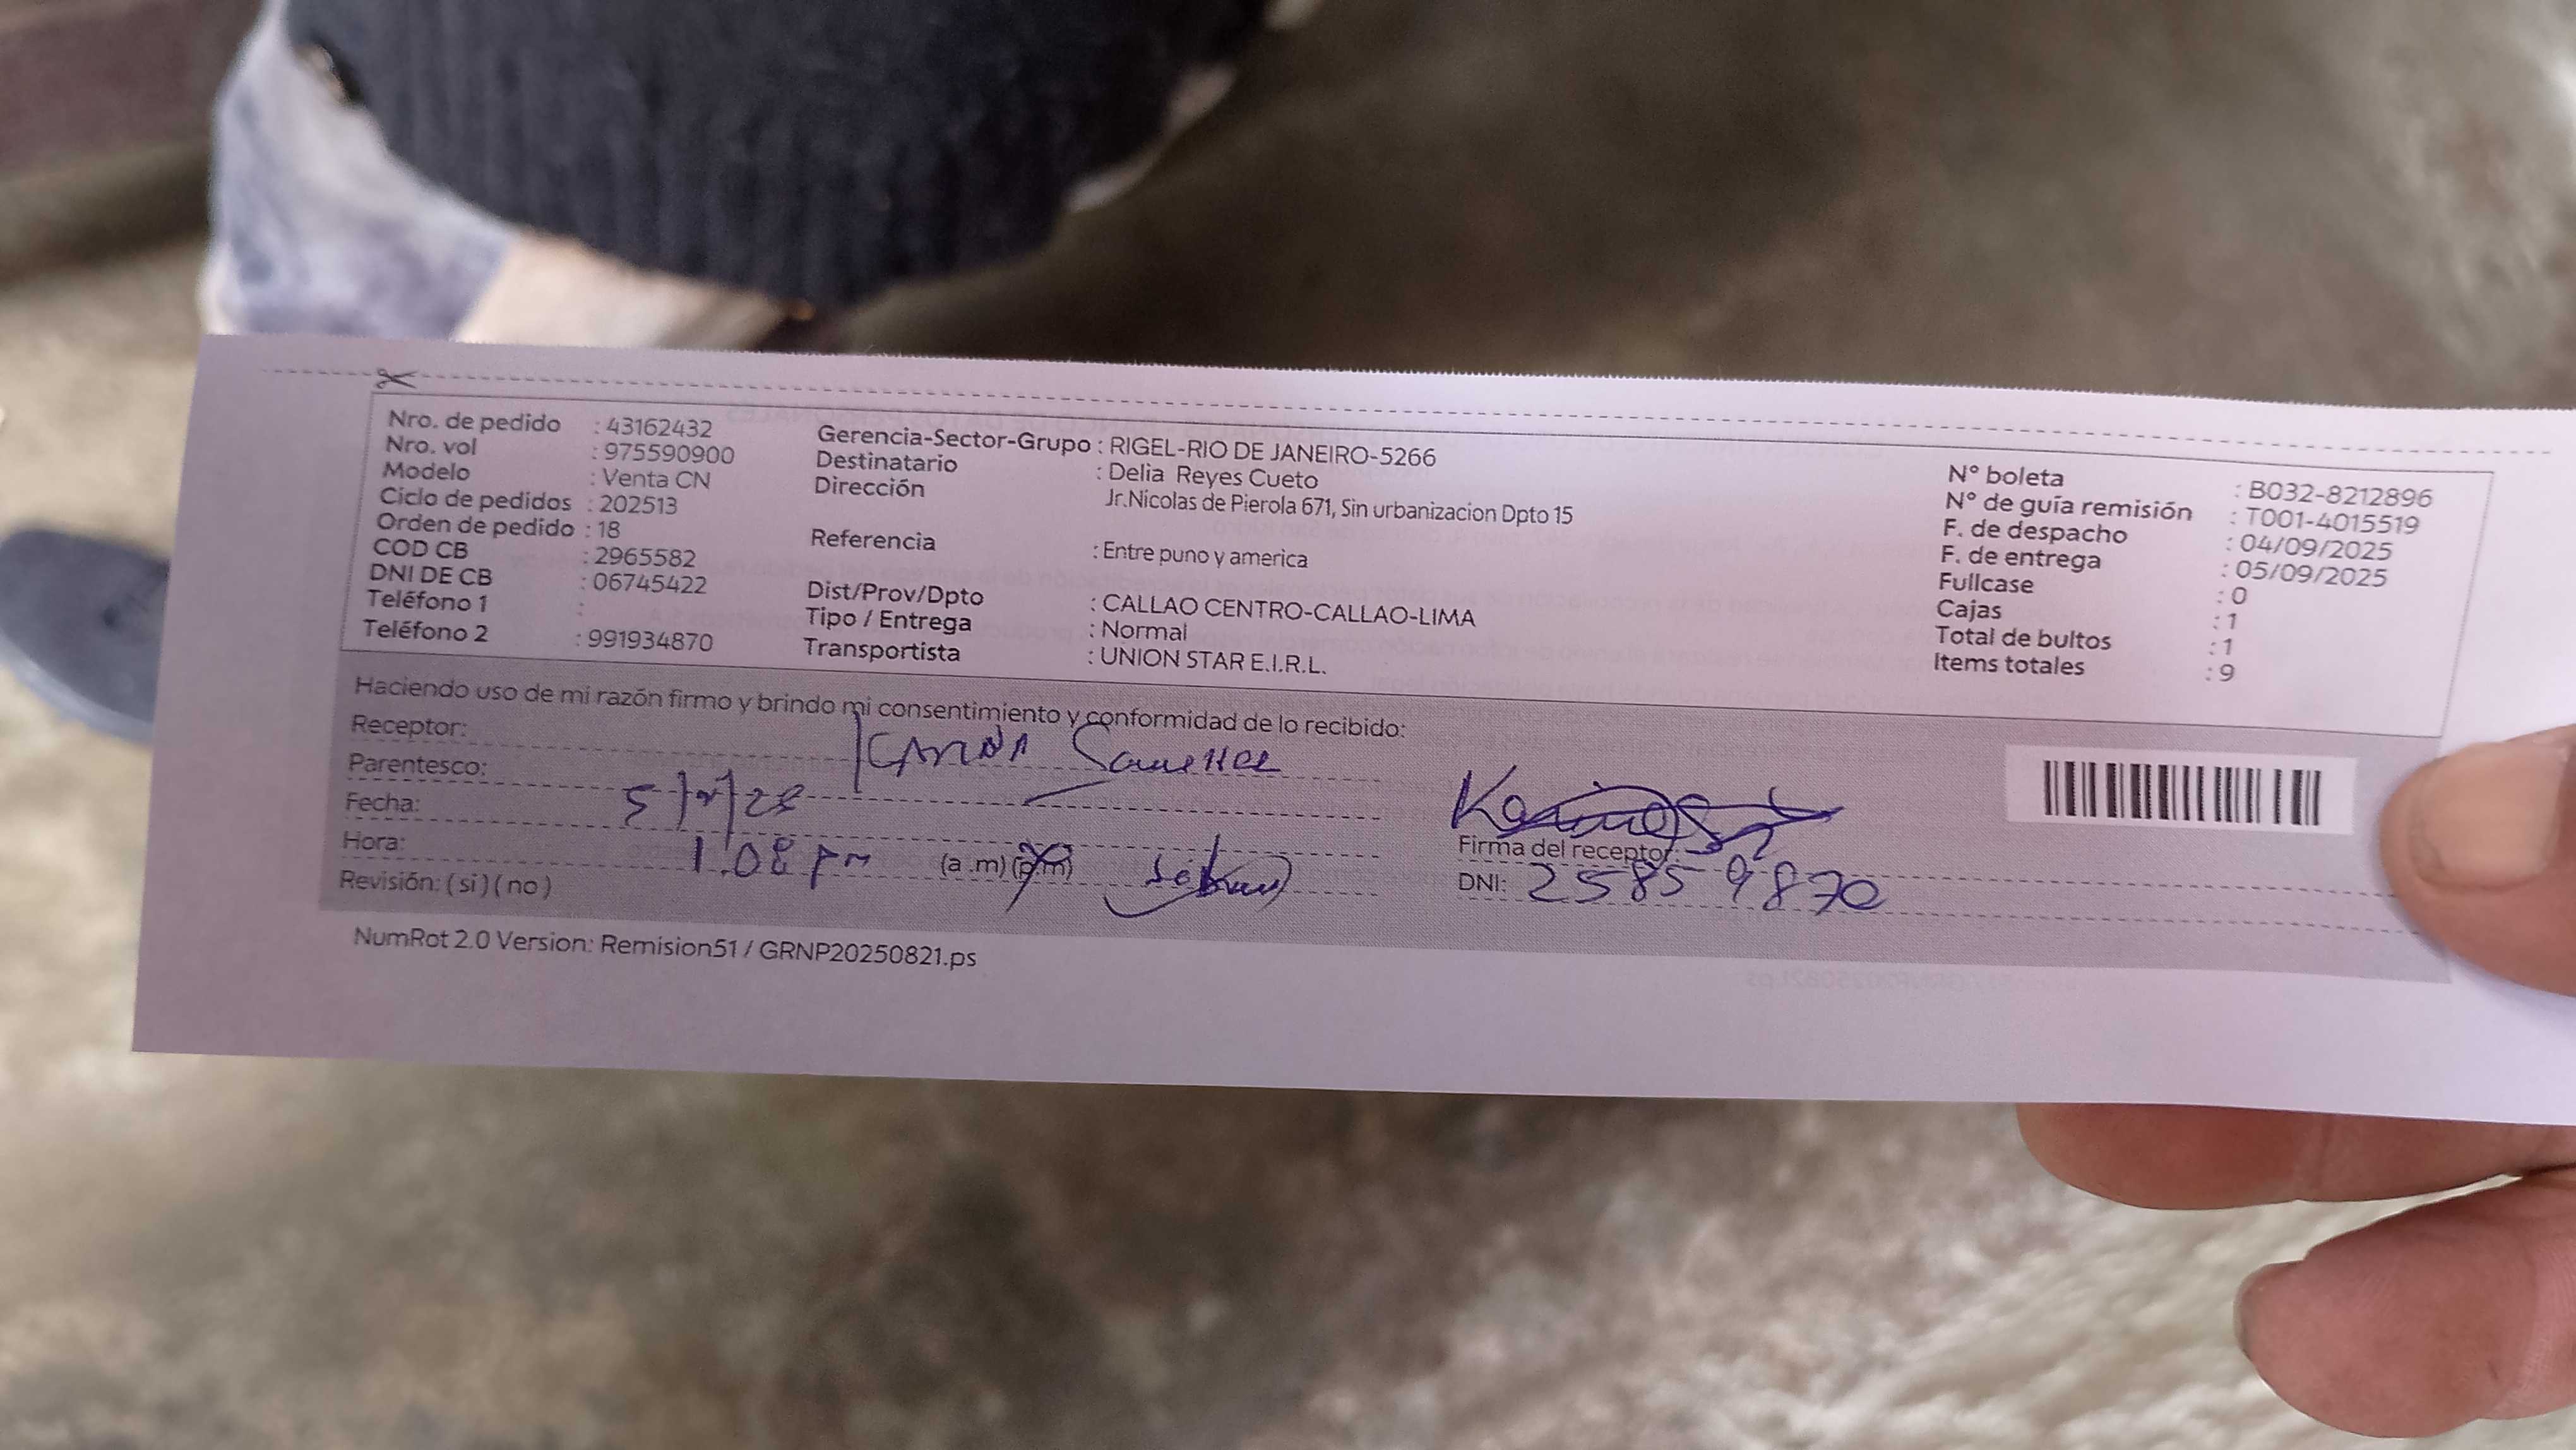 Nro. de pedido : 43162432
Nro. vol : 975590900
Modelo : Venta CN
Ciclo de pedidos : 202513
Orden de pedido : 18
COD CB : 2965582
DNI DE CB : 06745422
Teléfono 1 :
Teléfono 2 : 991934870
Gerencia-Sector-Grupo : RIGEL-RIO DE JANEIRO-5266
Destinatario : Delia Reyes Cueto
Dirección Jr.Nicolas de Pierola 671, Sin urbanizacion Dpto 15
Referencia : Entre puno y america
Dist/Prov/Dpto : CALLAO CENTRO-CALLAO-LIMA
Tipo / Entrega : Normal
Transportista : UNION STAR E.I.R.L.
N° boleta : B032-8212896
N° de guía remisión : T001-4015519
F. de despacho : 04/09/2025
F. de entrega : 05/09/2025
Fullcase : 0
Cajas : 1
Total de bultos : 1
Items totales : 9
Haciendo uso de mi razón firmo y brindo mi consentimiento y conformidad de lo recibido:
Receptor:
Parentesco:
Fecha:
Hora: 1:08 pm (a.m) (p.m)
Revisión: ( si ) ( no )
Firma del receptor:
DNI: 25859870
NumRot 2.0 Version: Remision51 / GRNP20250821.ps